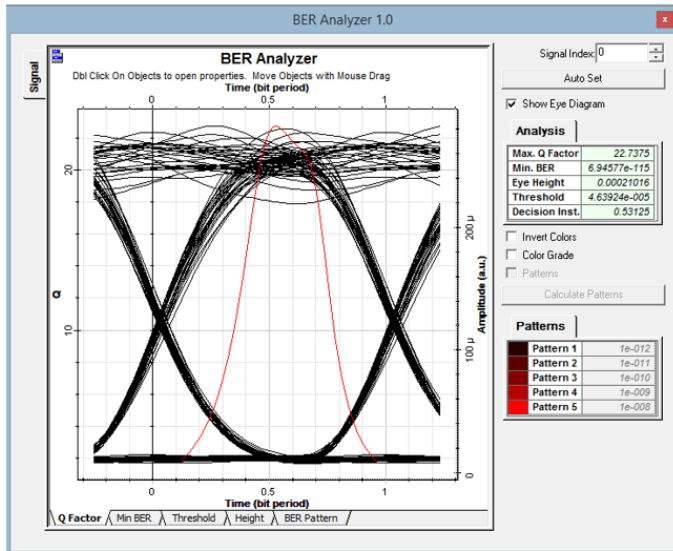 BER Analyzer 1.0
x
Signal
BER Analyzer
Dbl Click On Objects to open properties. Move Objects with Mouse Drag
Time (bit period)
0 0.5 1
Q
20
10
Amplitude (a.u.)
200 µ
100 µ
0
0 0.5 1
Time (bit period)
Q Factor Min BER Threshold Height BER Pattern
Signal Index: 0
Auto Set
Show Eye Diagram
Analysis
Max. Q Factor 22.7375
Min. BER 6.94577e-115
Eye Height 0.00021016
Threshold 4.63924e-005
Decision Inst. 0.53125
Invert Colors
Color Grade
Patterns
Calculate Patterns
Patterns
Pattern 1 1e-012
Pattern 2 1e-011
Pattern 3 1e-010
Pattern 4 1e-009
Pattern 5 1e-008